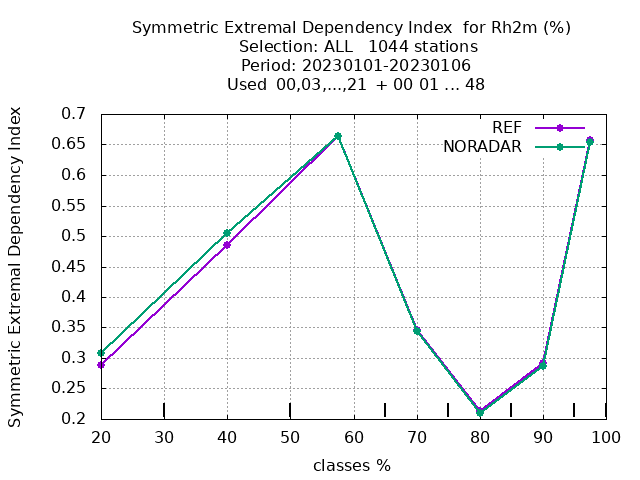 Symmetric Extremal Dependency Index  for Rh2m (%)
Selection: ALL   1044 stations
Period: 20230101-20230106
Used  00,03,...,21  + 00 01 ... 48
Symmetric Extremal Dependency Index
0.7
0.65
0.6
0.55
0.5
0.45
0.4
0.35
0.3
0.25
0.2
REF
NORADAR
20 30 40 50 60 70 80 90 100
classes %